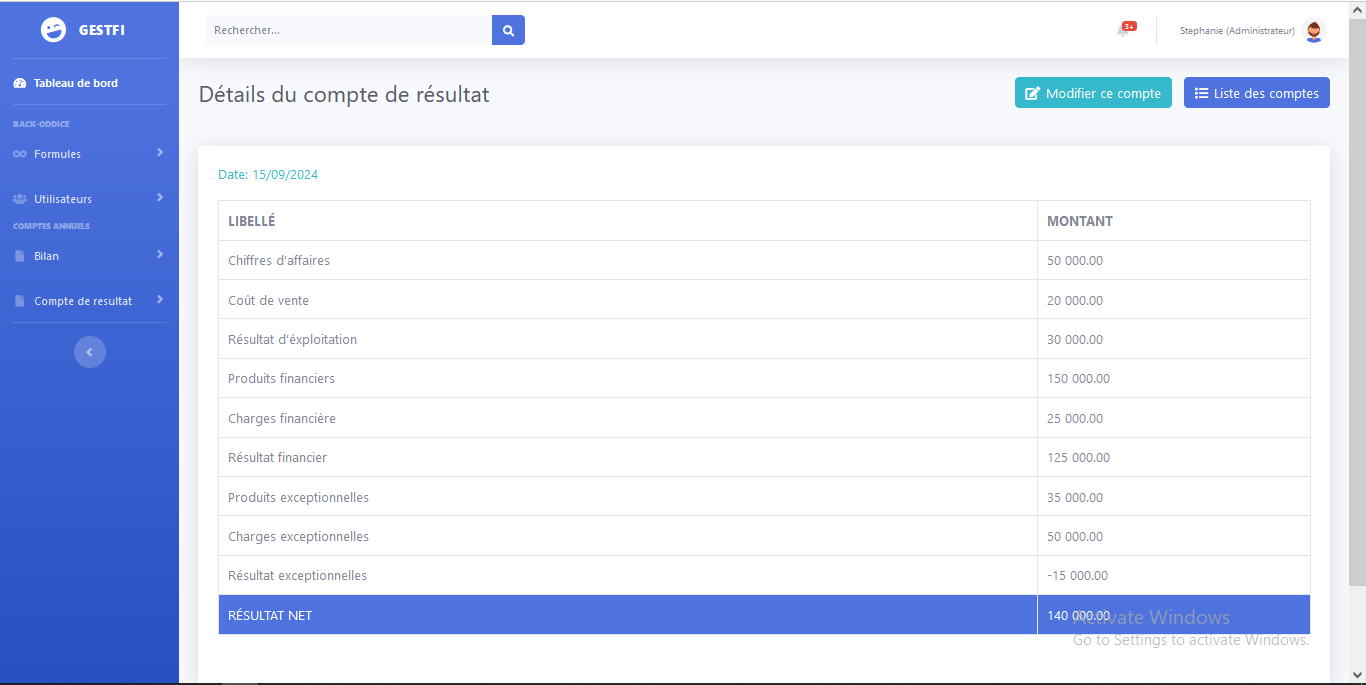 GESTFI
Rechercher...
3+
Stephanie (Administrateur)
Tableau de bord
BACK-ODDICE
Formules
Utilisateurs
COMPTES ANNUELS
Bilan
Compte de resultat
Détails du compte de résultat
Modifier ce compte
Liste des comptes
Date: 15/09/2024
LIBELLÉ MONTANT
Chiffres d'affaires 50 000.00
Coût de vente 20 000.00
Résultat d'éxploitation 30 000.00
Produits financiers 150 000.00
Charges financière 25 000.00
Résultat financier 125 000.00
Produits exceptionnelles 35 000.00
Charges exceptionnelles 50 000.00
Résultat exceptionnelles -15 000.00
RÉSULTAT NET 140 000.00
Activate Windows
Go to Settings to activate Windows.